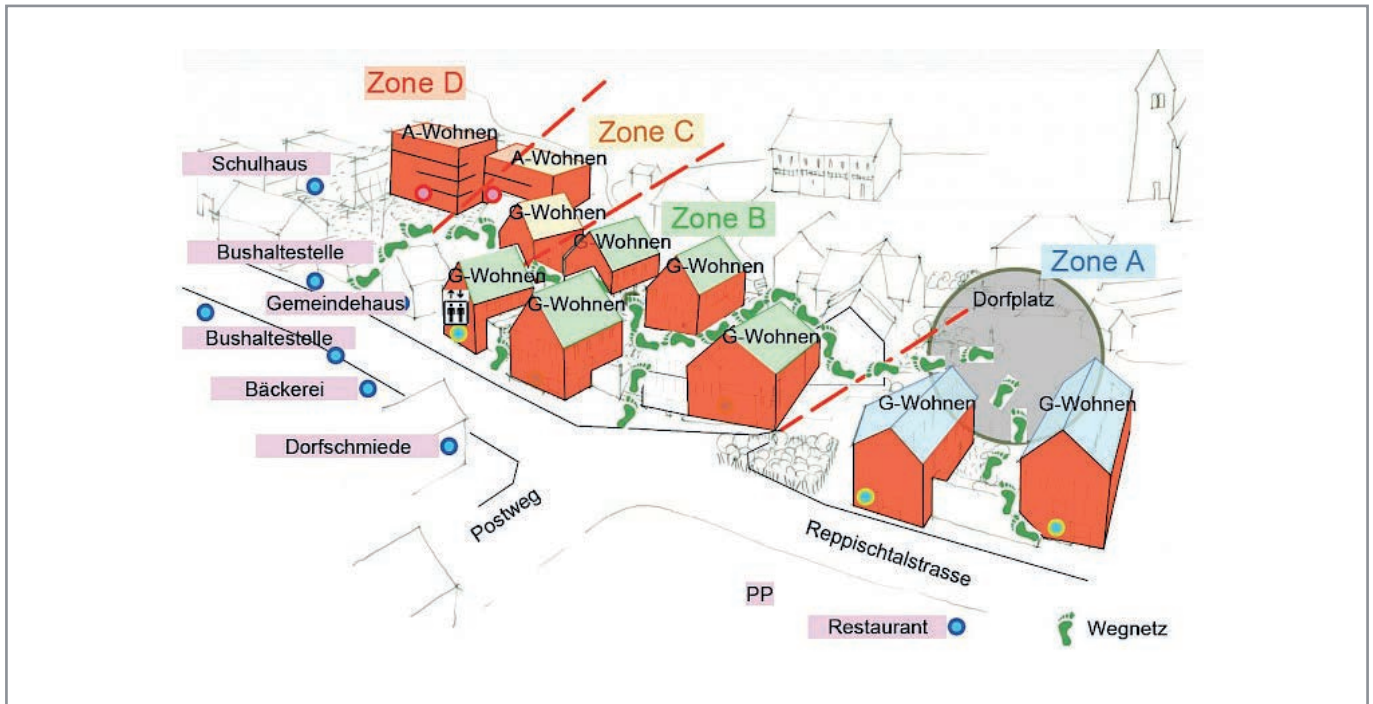 Zone D
A-Wohnen
Zone C
A-Wohnen
Schulhaus
G-Wohnen
Zone B
G-Wohnen
Bushaltestelle
G-Wohnen
G-Wohnen
Zone A
Gemeindehaus
G-Wohnen
Dorfplatz
Bushaltestelle
G-Wohnen
Bäckerei
G-Wohnen
G-Wohnen
Dorfschmiede
Postweg
Reppischtalstrasse
PP
Restaurant
Wegnetz